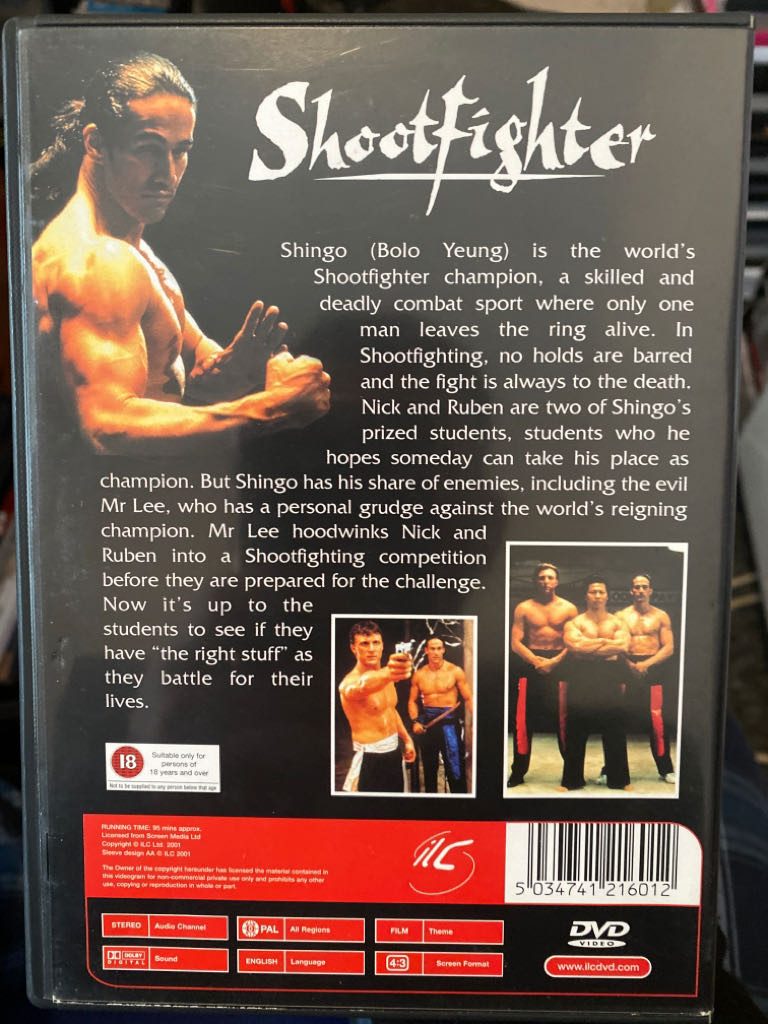 Shootfighter
Shingo (Bolo Yeung) is the world's
Shootfighter champion, a skilled and
deadly combat sport where only one
man leaves the ring alive. In
Shootfighting, no holds are barred
and the fight is always to the death.
Nick and Ruben are two of Shingo's
prized students, students who he
hopes someday can take his place as
champion. But Shingo has his share of enemies, including the evil
Mr Lee, who has a personal grudge against the world's reigning
champion. Mr Lee hoodwinks Nick and
Ruben into a Shootfighting competition
before they are prepared for the challenge.
Now it's up to the
students to see if they
have "the right stuff" as
they battle for their
lives.
18
Suitable only for
persons of
18 years and over
Not to be supplied to any person below that age
RUNNING TIME: 95 mins approx.
Licensed from Screen Media Ltd
Copyright © ILC Ltd. 2001
Sleeve design AA © ILC 2001
The Owner of the copyright hereunder has licensed the material contained in
this videogram for non-commercial private use only and prohibits any other
use, copying or reproduction in whole or part.
ilc
5 034741 216012
STEREO Audio Channel
PAL All Regions
FILM Theme
DVD
VIDEO
DOLBY
DIGITAL
Sound
ENGLISH Language
4:3 Screen Format
www.ilcdvd.com